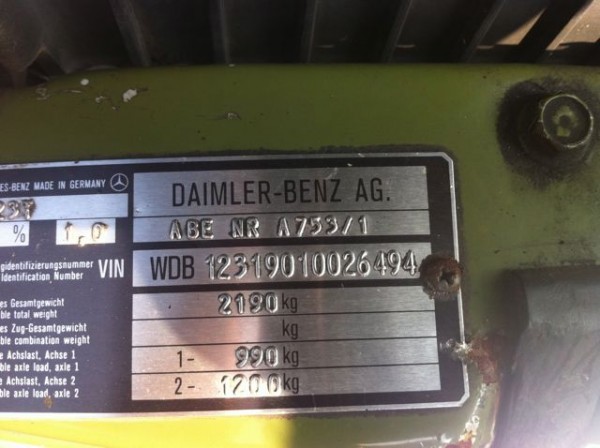 ES-BENZ MADE IN GERMANY
DAIMLER-BENZ AG.
ABE NR A753/1
% 1,0
gidentifizierungsnummer
Identification Number
VIN WDB 12319010026494
es Gesamtgewicht
ble total weight
2190 kg
es Zug-Gesamtgewicht
ble combination weight
kg
e Achslast, Achse 1
ble axle load, axle 1
1- 990 kg
e Achslast, Achse 2
ble axle load, axle 2
2- 1200 kg